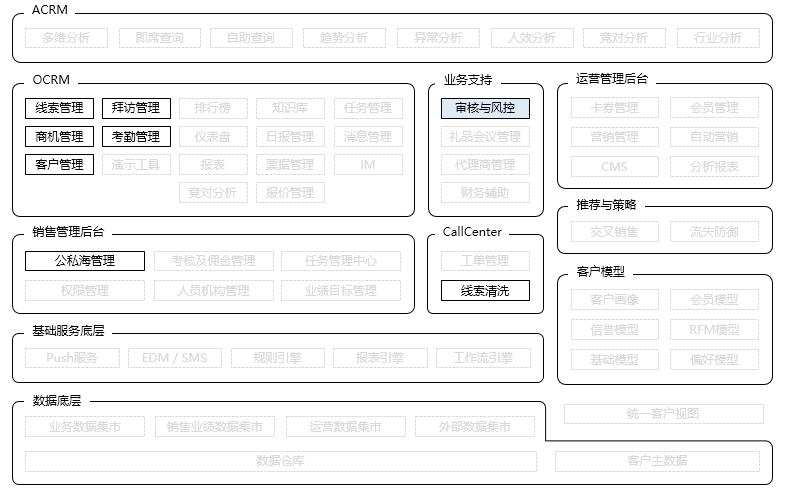 ACRM
多维分析 即席查询 自助查询 趋势分析 异常分析 人效分析 竞对分析 行业分析
OCRM
线索管理 拜访管理 排行榜 知识库 任务管理
商机管理 考勤管理 仪表盘 日报管理 消息管理
客户管理 演示工具 报表 票据管理 IM
竞对分析 报价管理
业务支持
审核与风控
礼品会议管理
代理商管理
财务辅助
运营管理后台
卡券管理 会员管理
营销管理 自动营销
CMS 分析报表
推荐与策略
交叉销售 流失防御
销售管理后台
公私海管理 考核及佣金管理 任务管理中心
权限管理 人员机构管理 业绩目标管理
CallCenter
工单管理
线索清洗
客户模型
客户画像 会员模型
信誉模型 RFM模型
基础模型 偏好模型
基础服务底层
Push服务 EDM / SMS 规则引擎 报表引擎 工作流引擎
数据底层
业务数据集市 销售业绩数据集市 运营数据集市 外部数据集市
统一客户视图
数据仓库 客户主数据